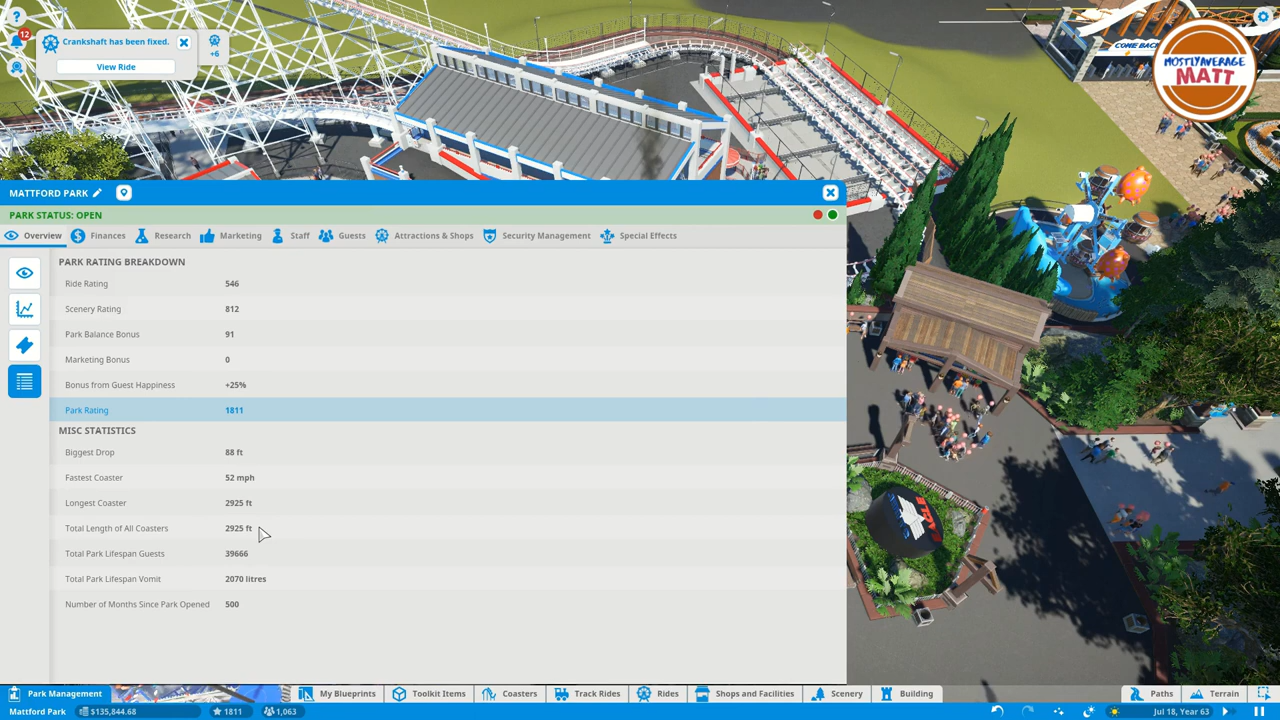 ?
12
Crankshaft has been fixed.
View Ride
+6
COME BACK
MOSTLYAVERAGE
MATT
MATTFORD PARK
PARK STATUS: OPEN
Overview Finances Research Marketing Staff Guests Attractions & Shops Security Management Special Effects
PARK RATING BREAKDOWN
Ride Rating 546
Scenery Rating 812
Park Balance Bonus 91
Marketing Bonus 0
Bonus from Guest Happiness +25%
Park Rating 1811
MISC STATISTICS
Biggest Drop 88 ft
Fastest Coaster 52 mph
Longest Coaster 2925 ft
Total Length of All Coasters 2925 ft
Total Park Lifespan Guests 39666
Total Park Lifespan Vomit 2070 litres
Number of Months Since Park Opened 500
Park Management My Blueprints Toolkit Items Coasters Track Rides Rides Shops and Facilities Scenery Building Paths Terrain
Mattford Park $135,844.68 1811 1,063 Jul 18, Year 63